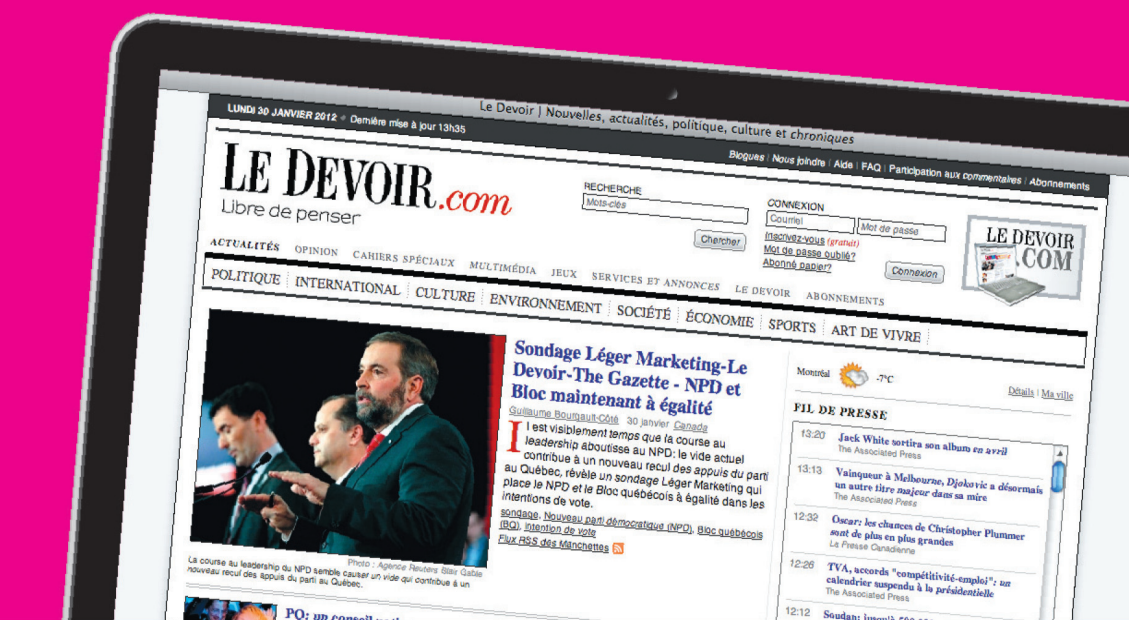 Le Devoir | Nouvelles, actualités, politique, culture et chroniques
LUNDI 30 JANVIER 2012 Dernière mise à jour 13h35
Blogues | Nous joindre | Aide | FAQ | Participation aux commentaires | Abonnements
LE DEVOIR.com
Libre de penser
RECHERCHE
Mots-clés
Chercher
CONNEXION
Courriel
Mot de passe
Inscrivez-vous (gratuit)
Mot de passe oublié?
Abonné papier?
Connexion
LE DEVOIR
.COM
ACTUALITÉS OPINION CAHIERS SPÉCIAUX MULTIMÉDIA JEUX SERVICES ET ANNONCES LE DEVOIR ABONNEMENTS
POLITIQUE INTERNATIONAL CULTURE ENVIRONNEMENT SOCIÉTÉ ÉCONOMIE SPORTS ART DE VIVRE
Sondage Léger Marketing-Le
Devoir-The Gazette - NPD et
Bloc maintenant à égalité
Guillaume Bourgault-Côté 30 janvier Canada
Il est visiblement temps que la course au
leadership aboutisse au NPD: le vide actuel
contribue à un nouveau recul des appuis du parti
au Québec, révèle un sondage Léger Marketing qui
place le NPD et le Bloc québécois à égalité dans les
intentions de vote.
sondage, Nouveau parti démocratique (NPD), Bloc québécois
(BQ), Intention de vote
Flux RSS des Manchettes
Photo : Agence Reuters Blair Gable
La course au leadership du NPD semble causer un vide qui contribue à un
nouveau recul des appuis du parti au Québec.
PQ: un conseil
Montréal -7°C
Détails | Ma ville
FIL DE PRESSE
13:20 Jack White sortira son album en avril
The Associated Press
13:13 Vainqueur à Melbourne, Djokovic a désormais
un autre titre majeur dans sa mire
The Associated Press
12:32 Oscar: les chances de Christopher Plummer
sont de plus en plus grandes
La Presse Canadienne
12:26 TVA, accords "compétitivité-emploi": un
calendrier suspendu à la présidentielle
The Associated Press
12:12 Soudan: jusqu'à